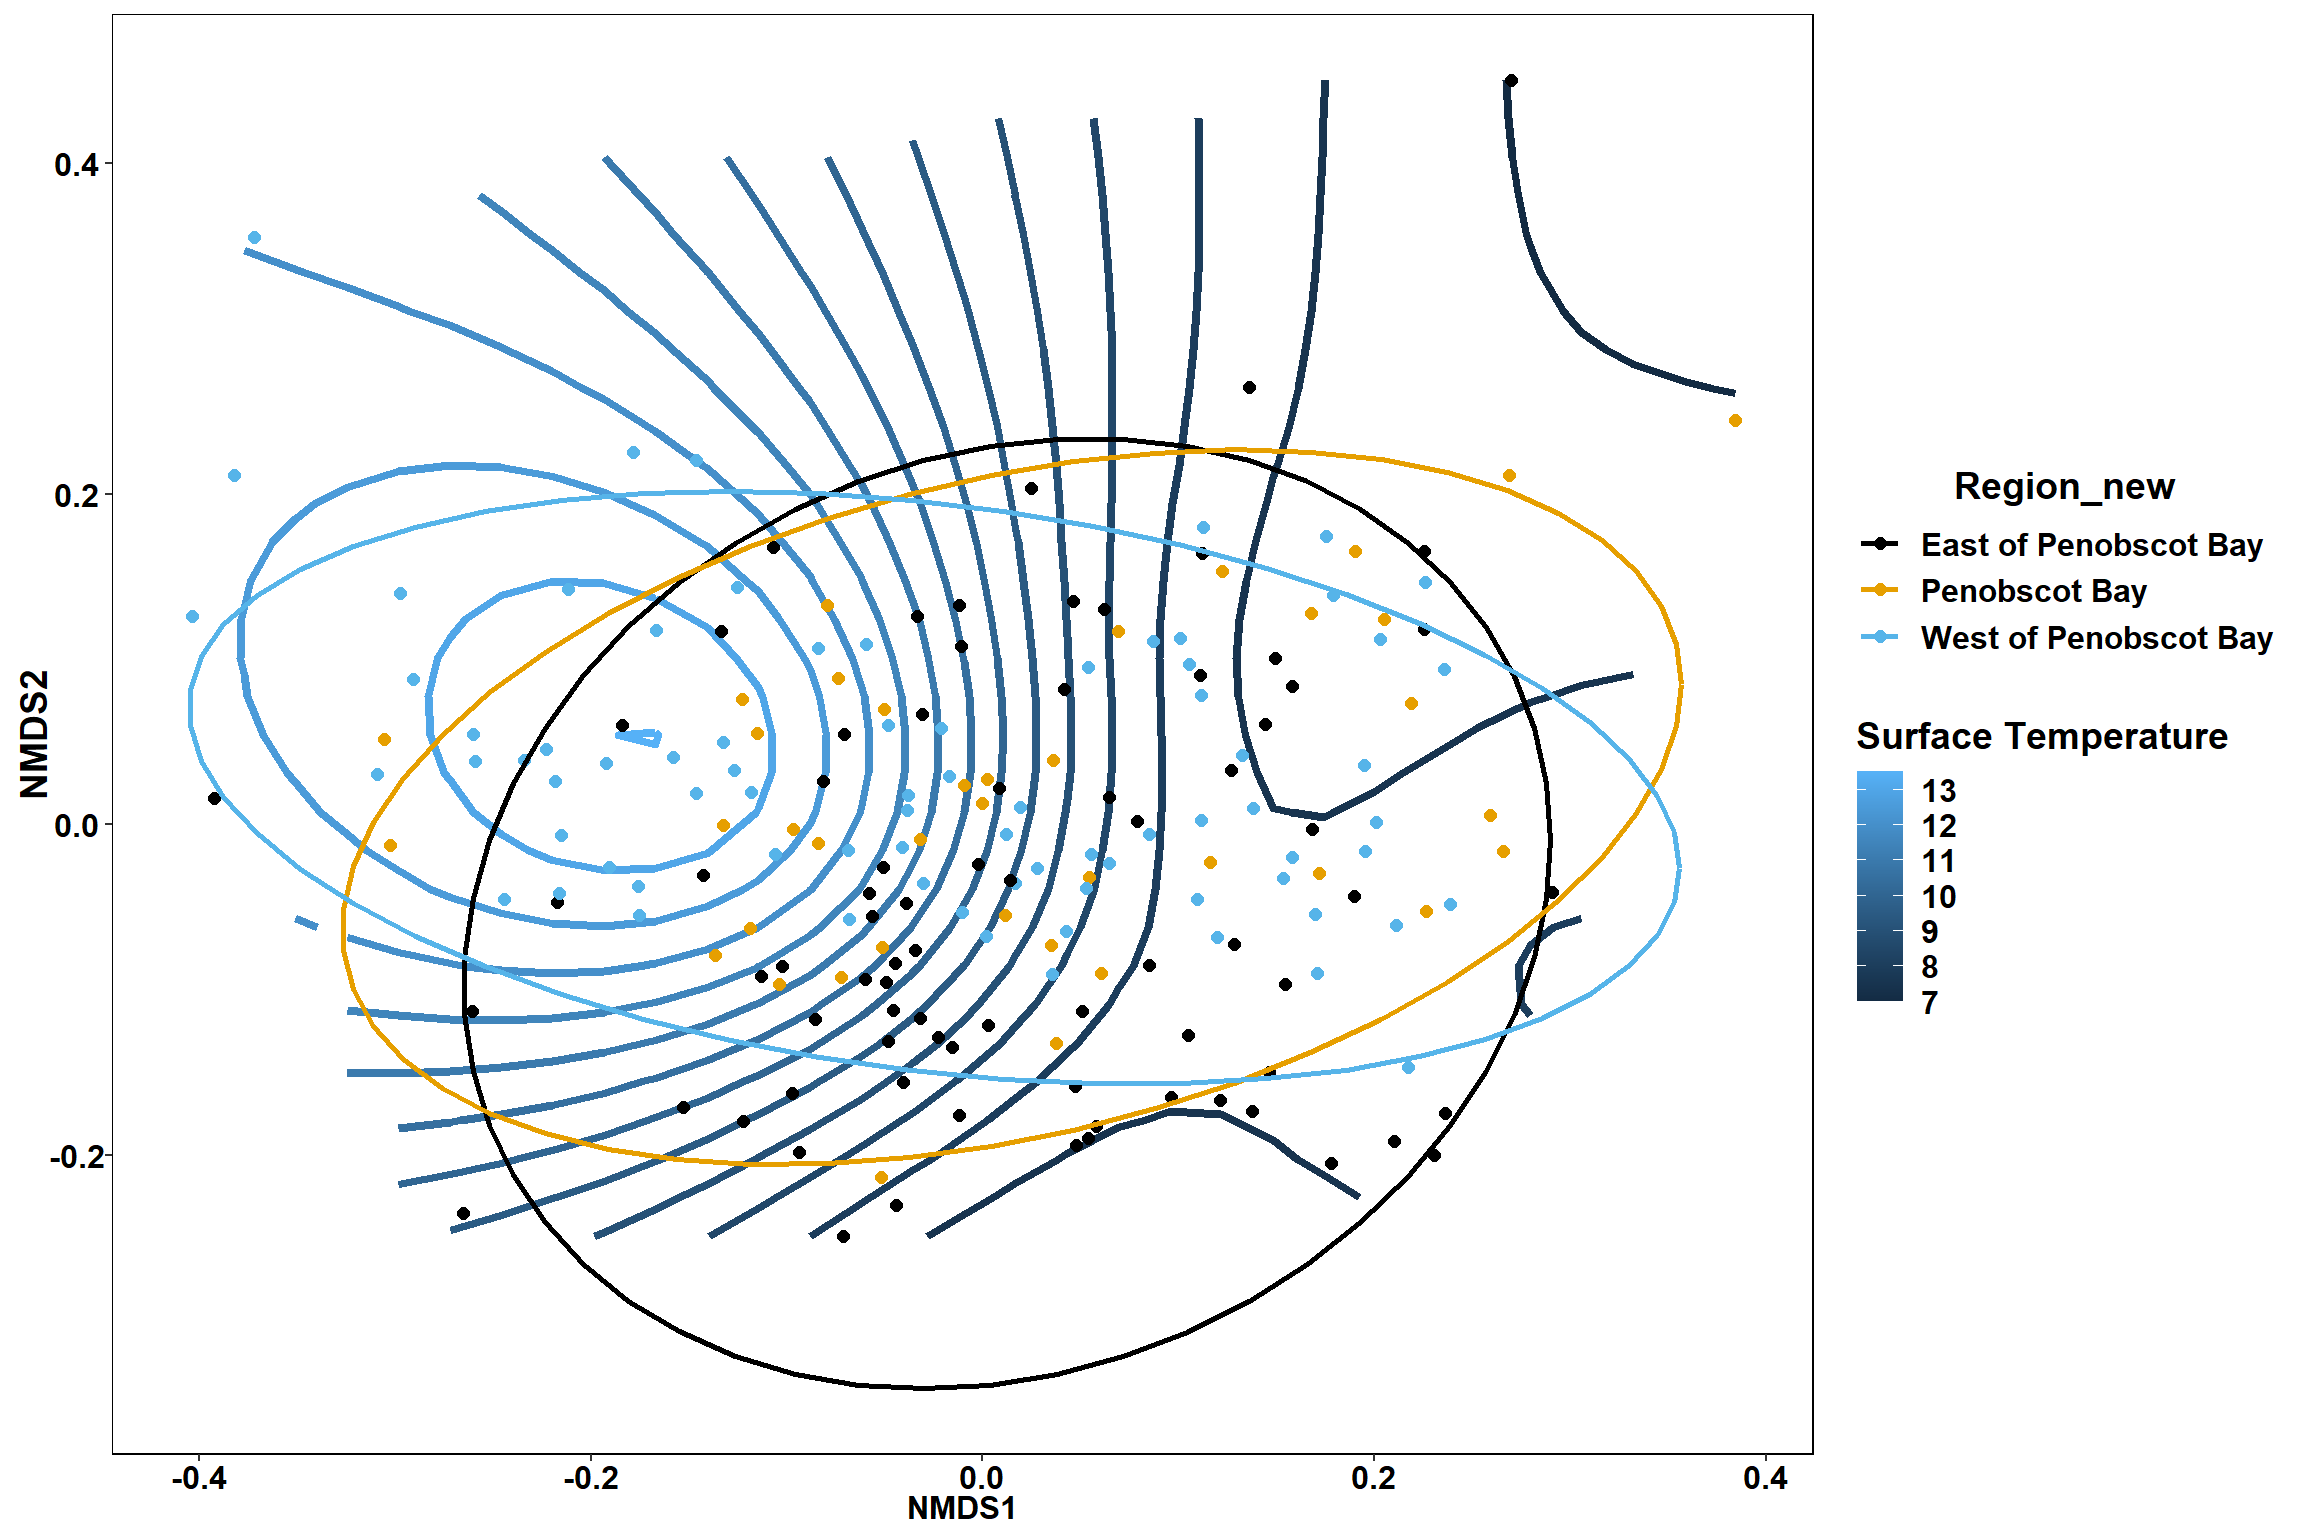 0.4
0.2
0.0
-0.2
NMDS2
-0.4
-0.2
0.0
0.2
0.4
NMDS1
Region_new
East of Penobscot Bay
Penobscot Bay
West of Penobscot Bay
Surface Temperature
13
12
11
10
9
8
7